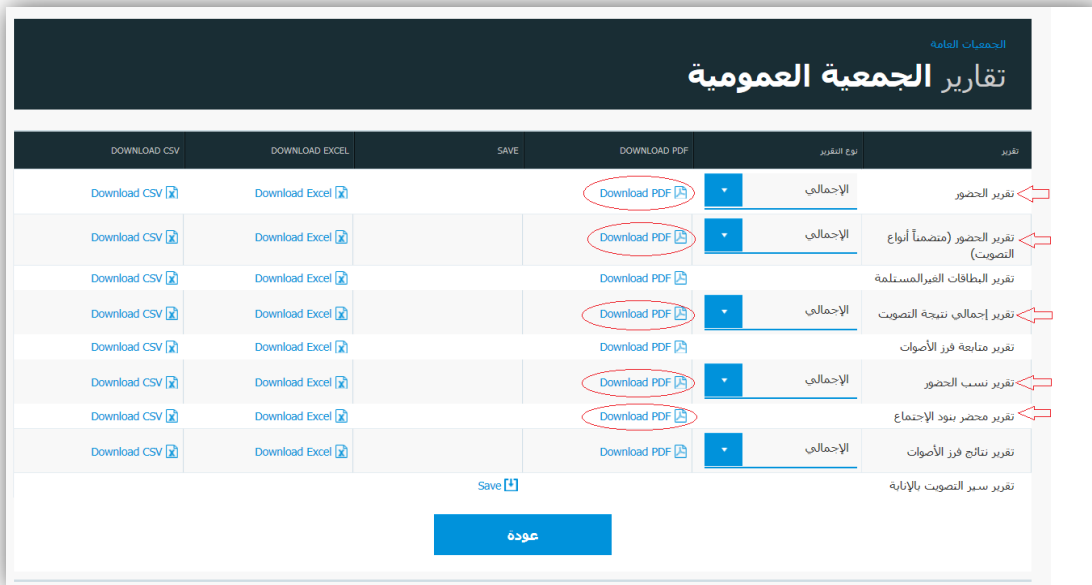 الجمعيات العامة
تقارير الجمعية العمومية
تقرير نوع التقرير DOWNLOAD PDF SAVE DOWNLOAD EXCEL DOWNLOAD CSV
تقرير الحضور الإجمالي Download PDF Download Excel Download CSV
تقرير الحضور (متضمناً أنواع الإجمالي Download PDF Download Excel Download CSV
التصويت)
تقرير البطاقات الغيرالمستلمة Download PDF Download Excel Download CSV
تقرير إجمالي نتيجة التصويت الإجمالي Download PDF Download Excel Download CSV
تقرير متابعة فرز الأصوات Download PDF Download Excel Download CSV
تقرير نسب الحضور الإجمالي Download PDF Download Excel Download CSV
تقرير محضر بنود الإجتماع Download PDF Download Excel Download CSV
تقرير نتائج فرز الأصوات الإجمالي Download PDF Download Excel Download CSV
تقرير سير التصويت بالإنابة Save
عودة